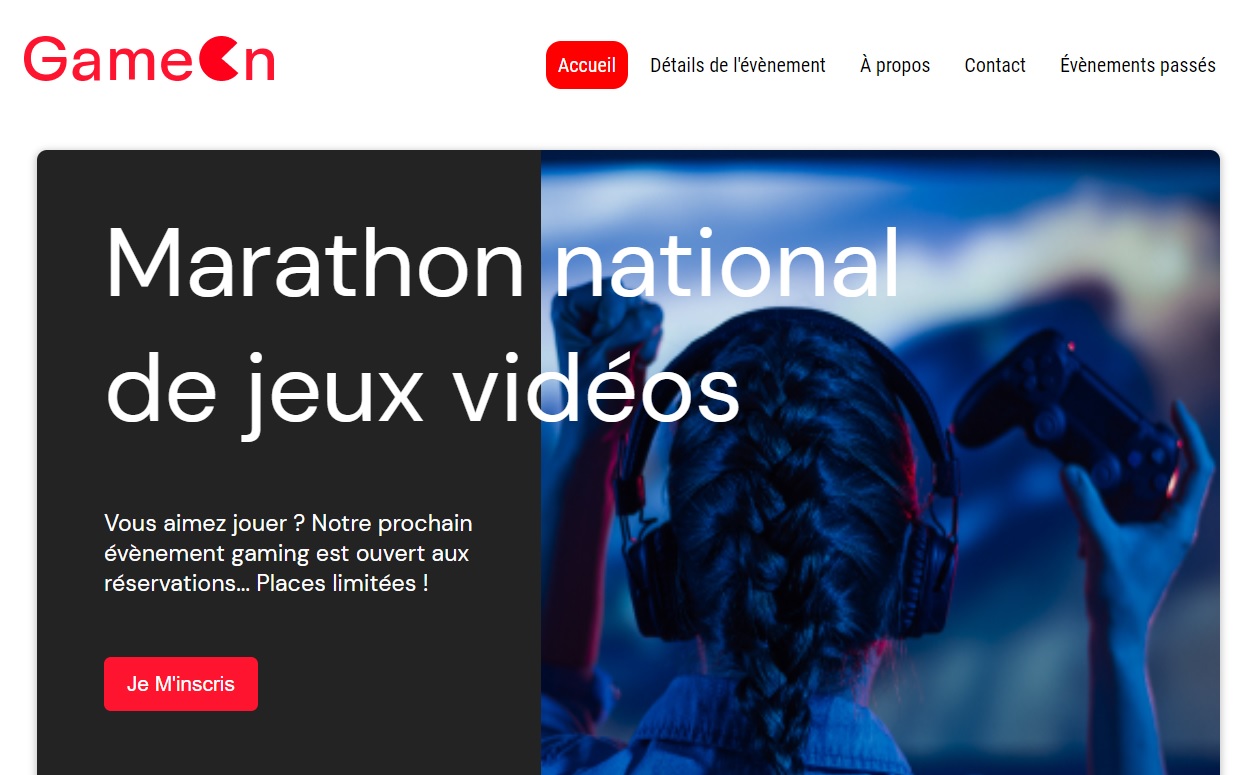 GameOn
Accueil Détails de l'évènement À propos Contact Évènements passés
Marathon national
de jeux vidéos
Vous aimez jouer ? Notre prochain
évènement gaming est ouvert aux
réservations... Places limitées !
Je M'inscris